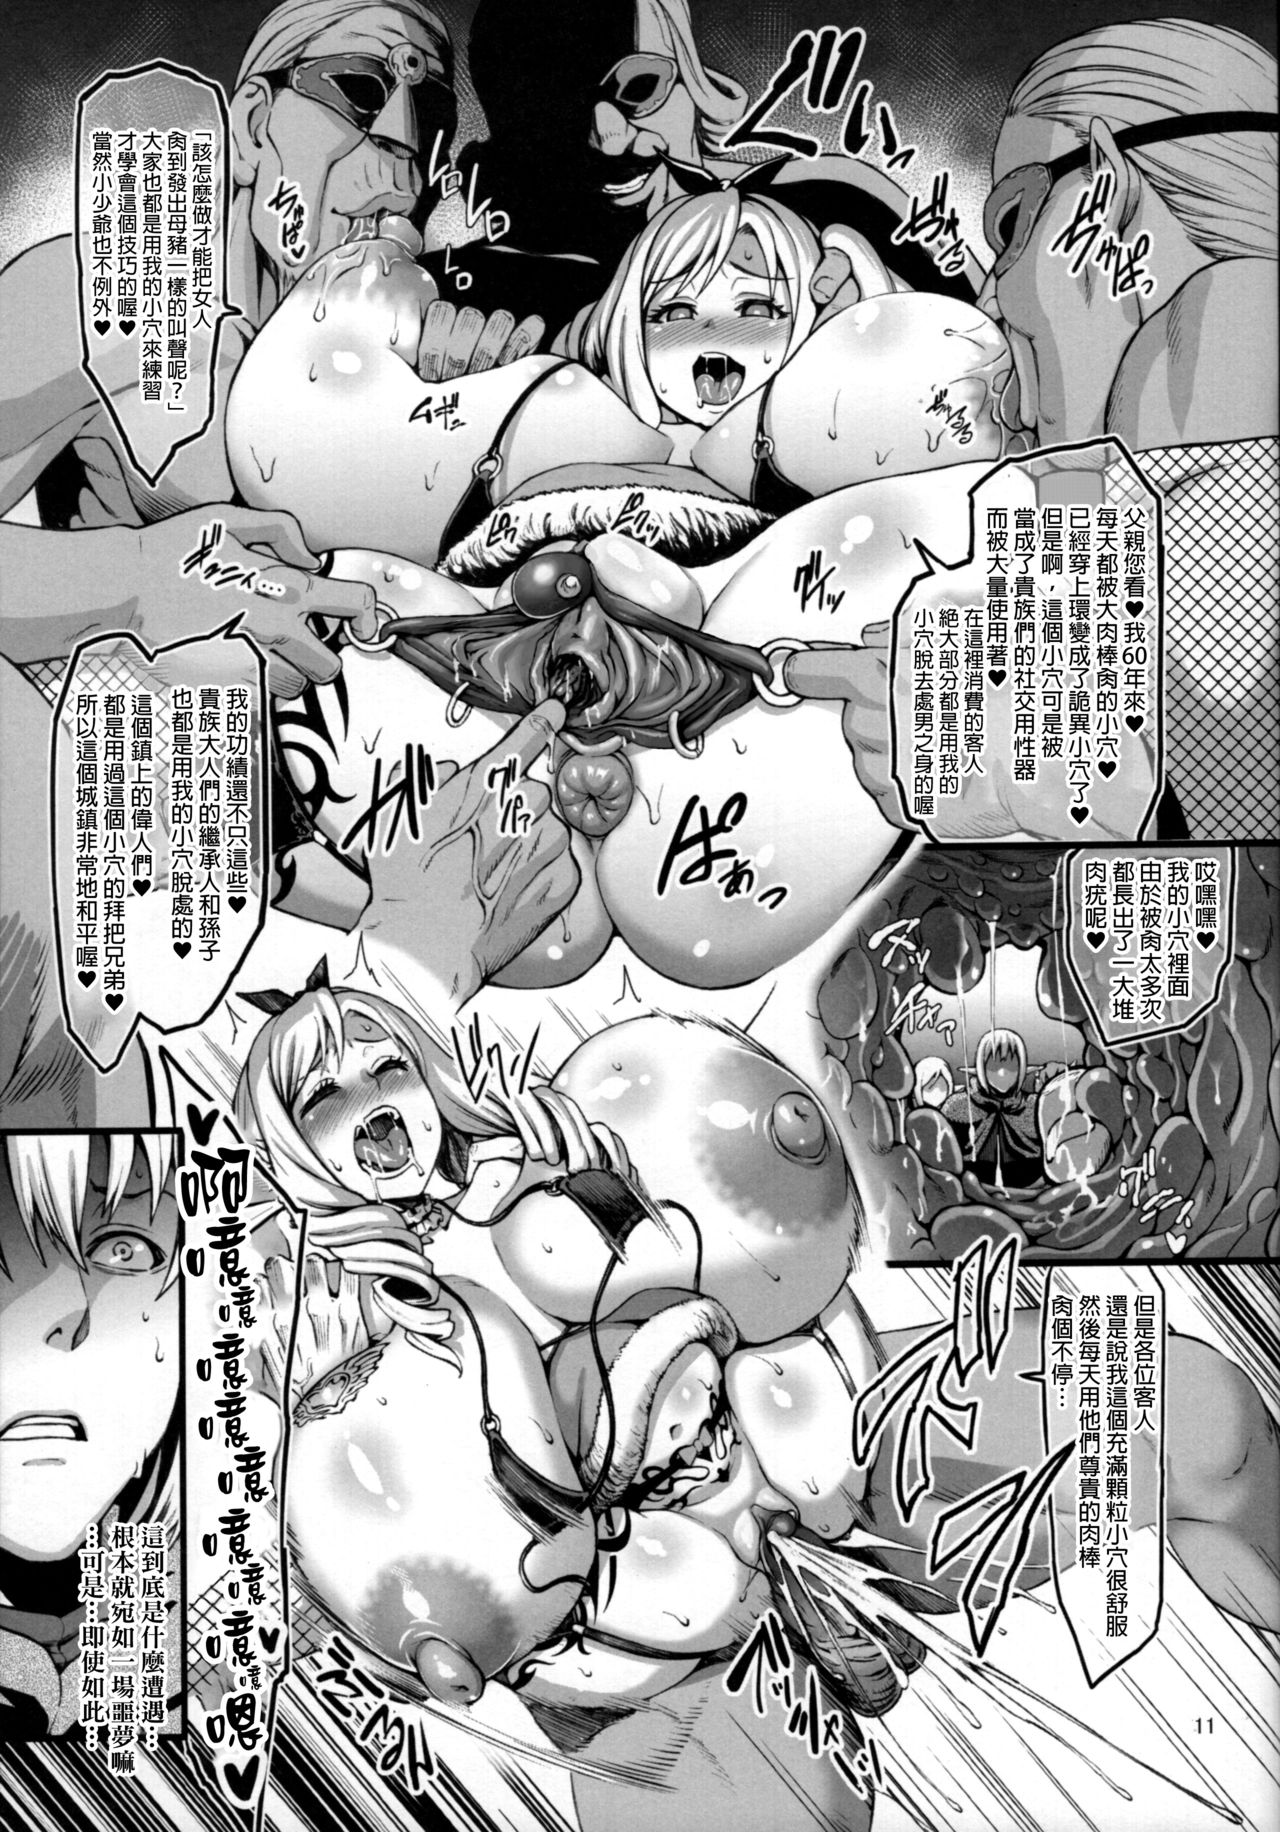 父親您看♥我60年來♥
每天都被大肉棒肏的小穴♥
已經穿上環變成了詭異小穴了♥
但是啊，這個小穴可是被
當成了貴族們的社交用性器
而被大量使用著♥
在這裡消費的客人
絕大部分都是用我的
小穴脫去處男之身的喔
「該怎麼做才能把女人
肏到發出母豬一樣的叫聲呢？」
大家也都是用我的小穴來練習
才學會這個技巧的喔♥
當然小少爺也不例外♥
我的功績還不只這些♥
貴族大人們的繼承人和孫子
也都是用我的小穴脫處的♥
這個鎮上的偉人們♥
都是用過這個小穴的拜把兄弟♥
所以這個城鎮非常地和平喔♥
哎嘿嘿♥
我的小穴裡面
由於被肏太多次
都長出了一大堆
肉疣呢♥
但是各位客人
還是說我這個充滿顆粒小穴很舒服
然後每天用他們尊貴的肉棒
肏個不停…
這到底是什麼遭遇…
根本就宛如一場噩夢嘛
…可是…即使如此…
11